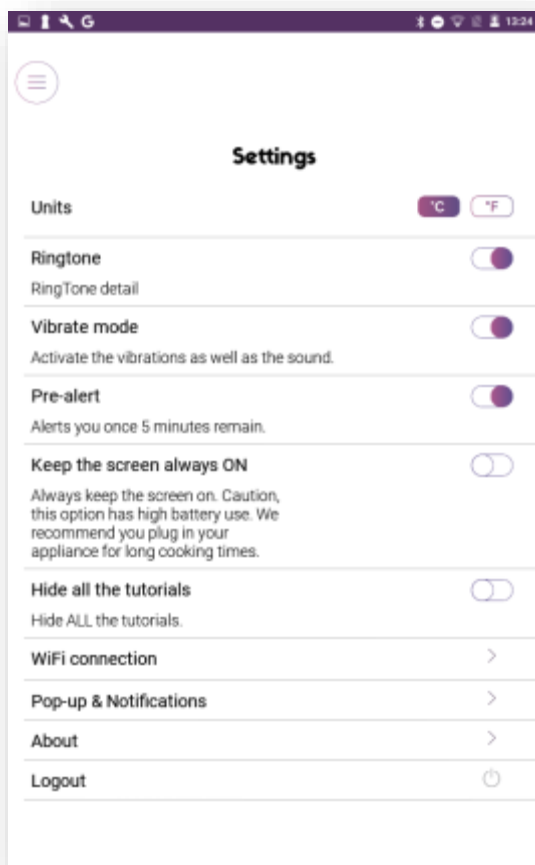 13:24
Settings
Units °C °F
Ringtone
RingTone detail
Vibrate mode
Activate the vibrations as well as the sound.
Pre-alert
Alerts you once 5 minutes remain.
Keep the screen always ON
Always keep the screen on. Caution,
this option has high battery use. We
recommend you plug in your
appliance for long cooking times.
Hide all the tutorials
Hide ALL the tutorials.
WiFi connection
Pop-up & Notifications
About
Logout